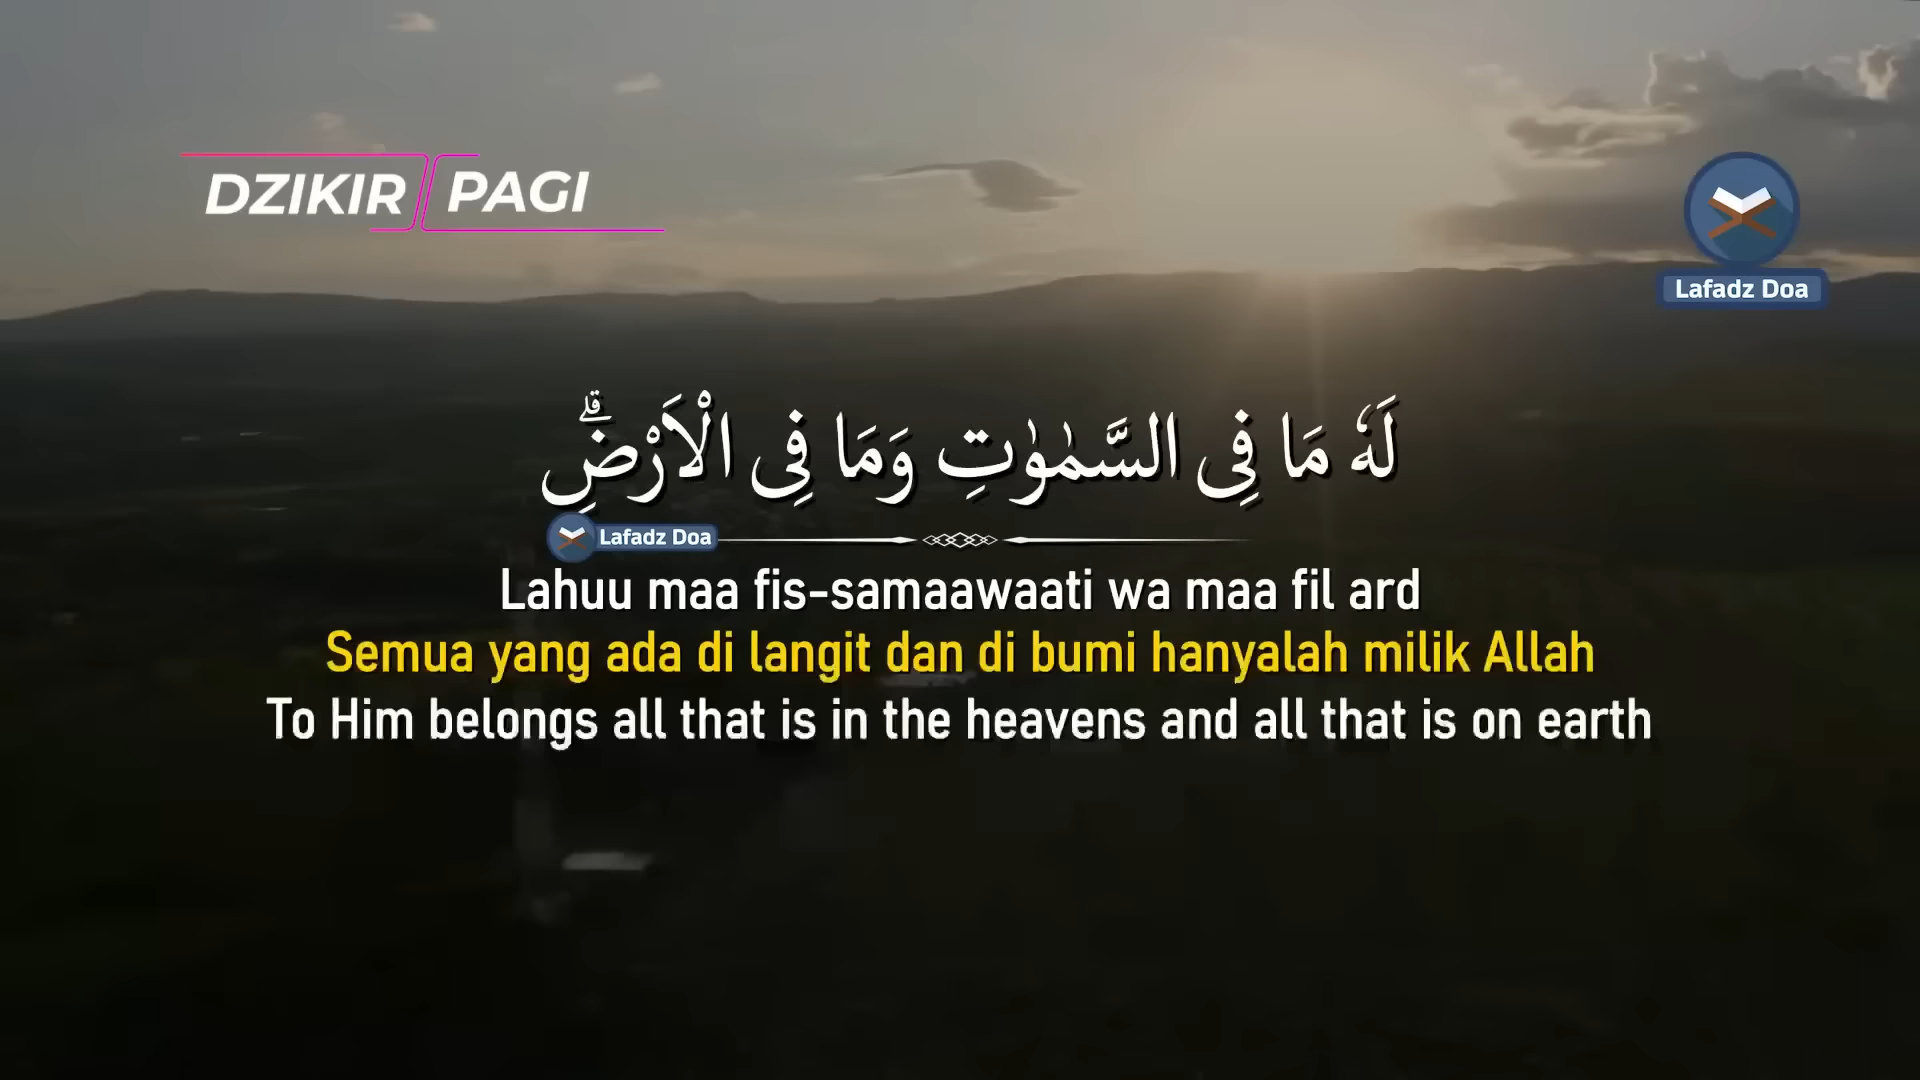 DZIKIR PAGI
Lafadz Doa
لَهٗ مَا فِى السَّمٰوٰتِ وَمَا فِى الْاَرْضِۗ
Lafadz Doa
Lahuu maa fis-samaawaati wa maa fil ard
Semua yang ada di langit dan di bumi hanyalah milik Allah
To Him belongs all that is in the heavens and all that is on earth